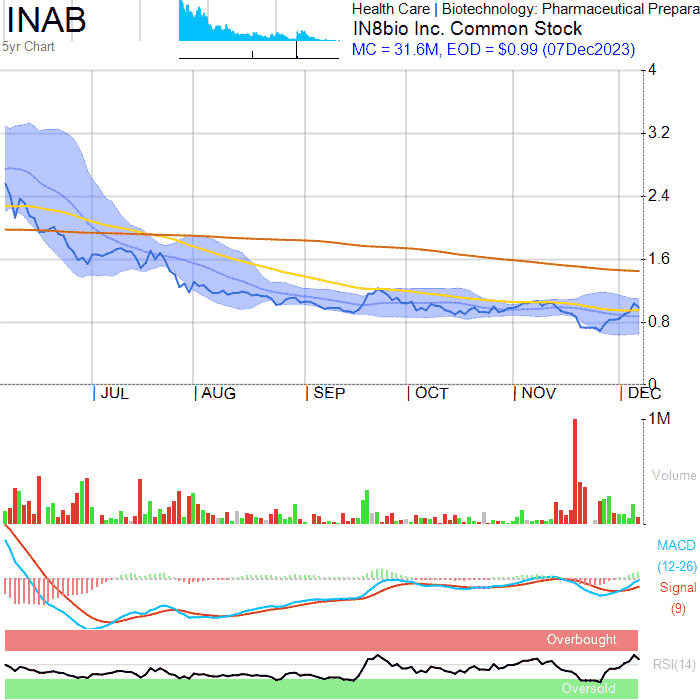 INAB
5yr Chart
Health Care | Biotechnology: Pharmaceutical Prepara
IN8bio Inc. Common Stock
MC = 31.6M, EOD = $0.99 (07Dec2023)
4
3.2
2.4
1.6
0.8
0
JUL AUG SEP OCT NOV DEC
1M
Volume
MACD
(12-26)
Signal
(9)
Overbought
RSI(14)
Oversold